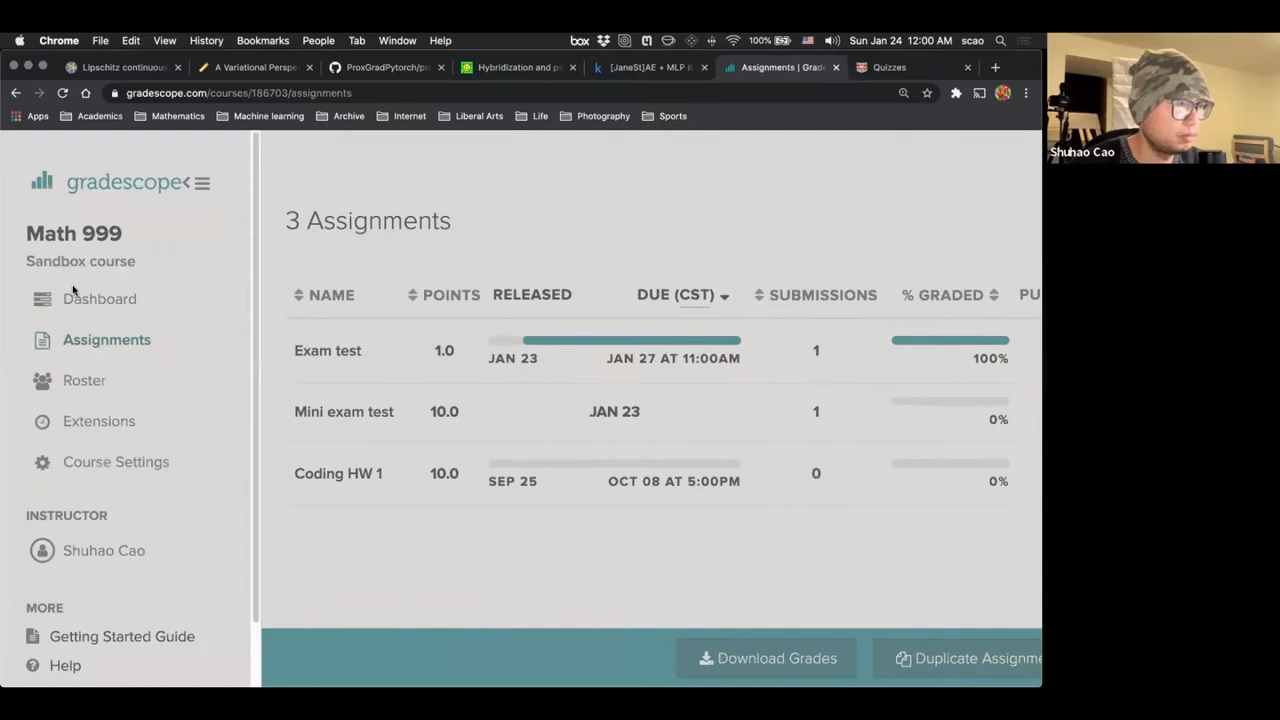 Chrome File Edit View History Bookmarks People Tab Window Help box 100% Sun Jan 24 12:00 AM scao
Lipschitz continuous A Variational Perspe ProxGradPytorch/pr Hybridization and p [JaneSt]AE + MLP K Assignments | Grade Quizzes
gradescope.com/courses/186703/assignments
Apps Academics Mathematics Machine learning Archive Internet Liberal Arts Life Photography Sports
Shuhao Cao
gradescope
Math 999
Sandbox course
Dashboard
Assignments
Roster
Extensions
Course Settings
INSTRUCTOR
Shuhao Cao
MORE
Getting Started Guide
Help
3 Assignments
NAME POINTS RELEASED DUE (CST) SUBMISSIONS % GRADED PU
Exam test 1.0 JAN 23 JAN 27 AT 11:00AM 1 100%
Mini exam test 10.0 JAN 23 1 0%
Coding HW 1 10.0 SEP 25 OCT 08 AT 5:00PM 0 0%
Download Grades Duplicate Assignme